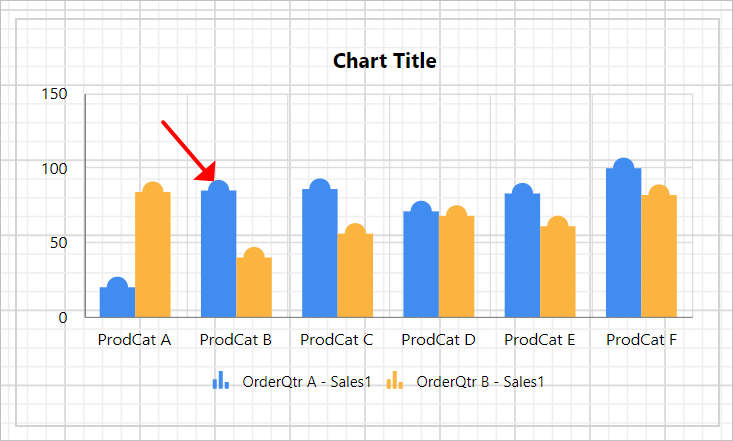 Chart Title
150
100
50
0
ProdCat A ProdCat B ProdCat C ProdCat D ProdCat E ProdCat F
OrderQtr A - Sales1 OrderQtr B - Sales1